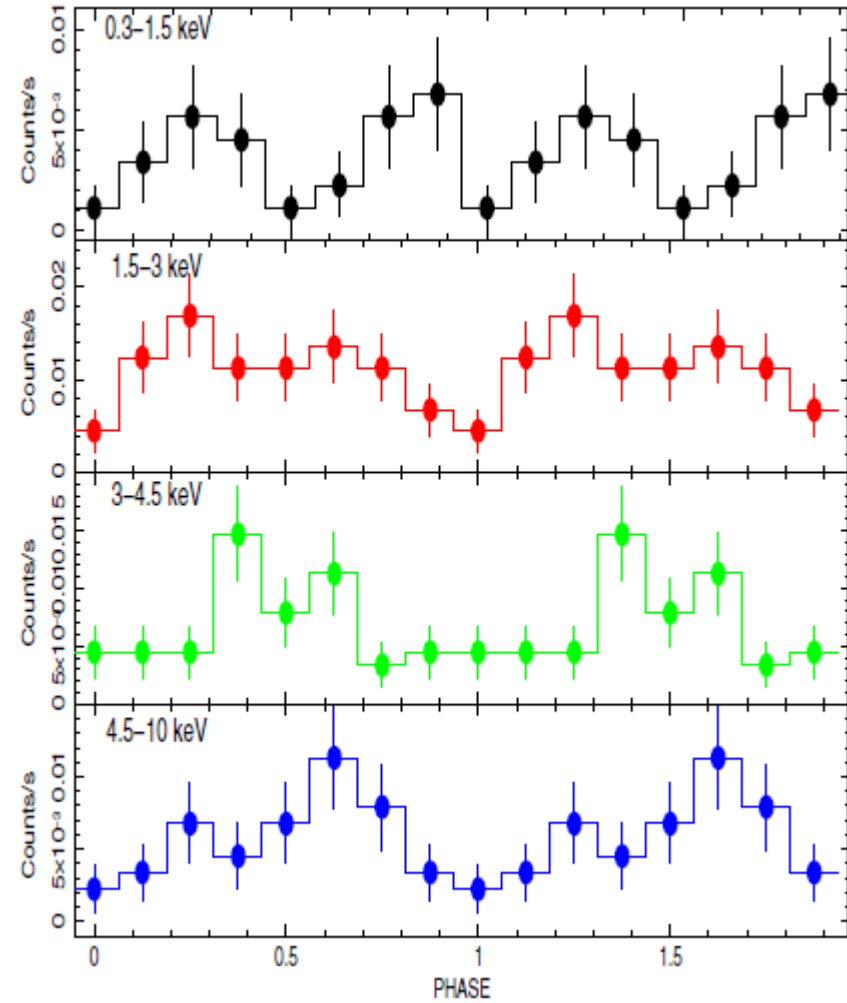 0.3–1.5 keV
Counts/s
0 5×10⁻³ 0.01
1.5–3 keV
Counts/s
0 0.01 0.02
3–4.5 keV
Counts/s
0 5×10⁻³ 0.01 0.015
4.5–10 keV
Counts/s
0 5×10⁻³ 0.01
0 0.5 1 1.5
PHASE